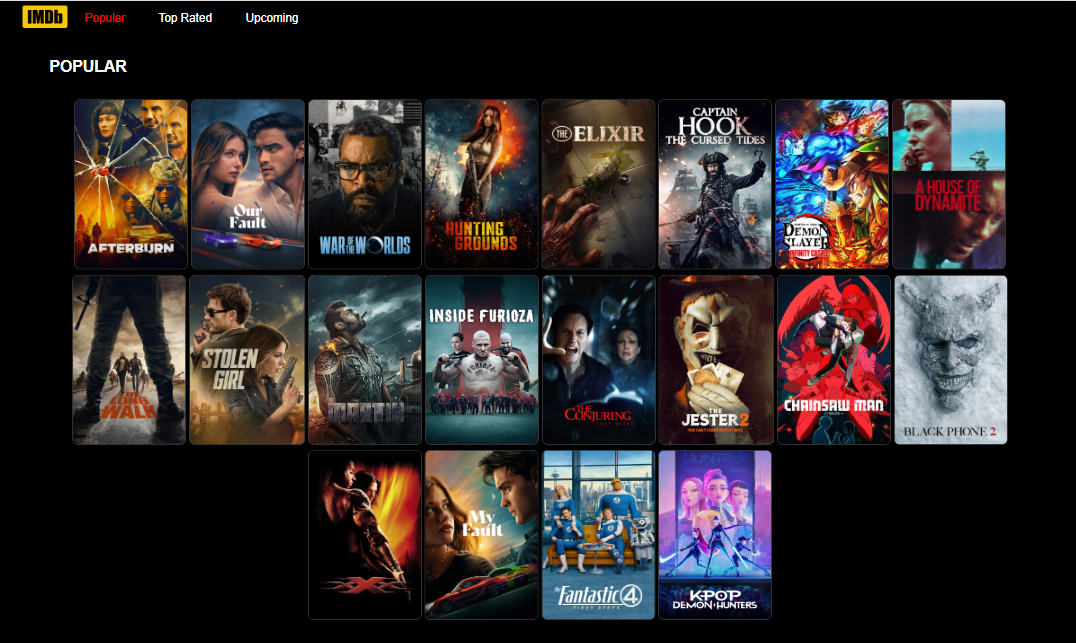 IMDb Popular Top Rated Upcoming
POPULAR
AFTERBURN
Our
Fault
WAR OF THE WORLDS
HUNTING
GROUNDS
THE ELIXIR
CAPTAIN
HOOK
THE CURSED TIDES
DEMON
SLAYER
INFINITY CASTLE
A HOUSE OF
DYNAMITE
THE
LONG
WALK
STOLEN
GIRL
INSIDE FURIOZA
FURIOZA
THE
CONJURING
LAST RITES
THE
JESTER 2
CHAINSAW MAN
BLACK PHONE 2
xXx
My
Fault
THE Fantastic 4
FIRST STEPS
HUNTR/X
K-POP
DEMON HUNTERS